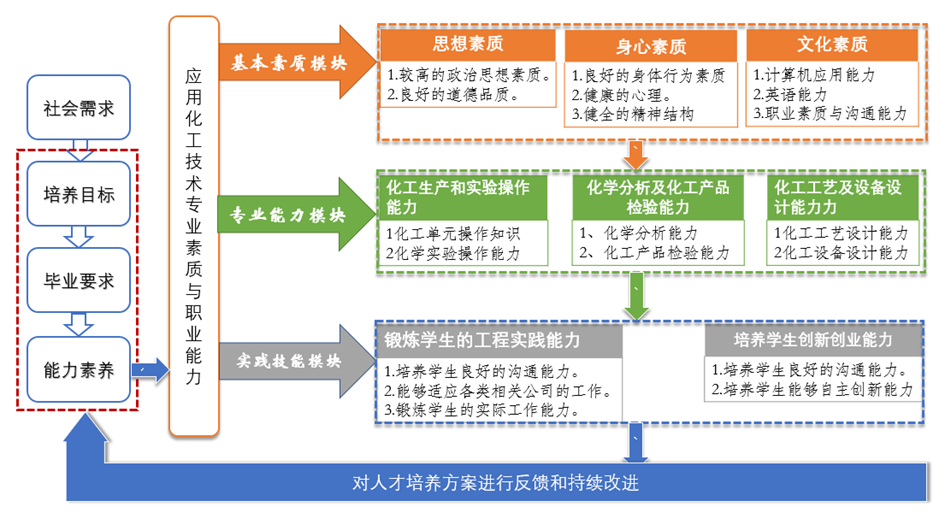 社会需求
培养目标
毕业要求
能力素养
应用化工技术专业素质与职业能力
基本素质模块
思想素质
1.较高的政治思想素质。
2.良好的道德品质。
身心素质
1.良好的身体行为素质
2.健康的心理。
3.健全的精神结构
文化素质
1.计算机应用能力
2.英语能力
3.职业素质与沟通能力
专业能力模块
化工生产和实验操作
能力
1化工单元操作知识
2化学实验操作能力
化学分析及化工产品
检验能力
1、化学分析能力
2、化工产品检验能力
化工工艺及设备设
计能力力
1化工工艺设计能力
2化工设备设计能力
实践技能模块
锻炼学生的工程实践能力
1.培养学生良好的沟通能力。
2.能够适应各类相关公司的工作。
3.锻炼学生的实际工作能力。
培养学生创新创业能力
1.培养学生良好的沟通能力。
2.培养学生能够自主创新能力
对人才培养方案进行反馈和持续改进